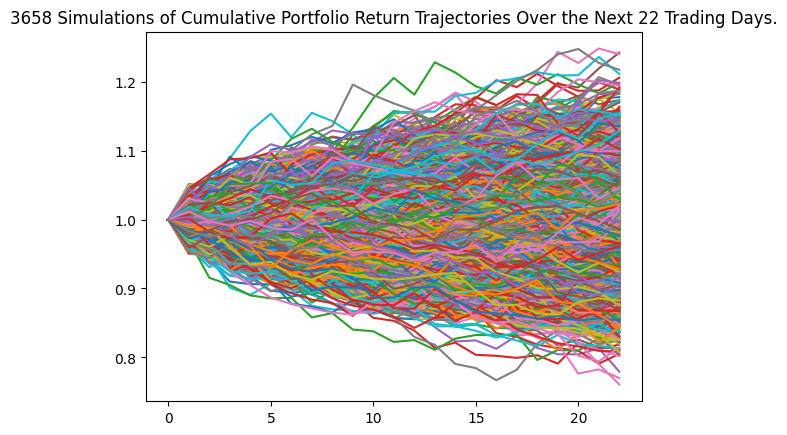 3658 Simulations of Cumulative Portfolio Return Trajectories Over the Next 22 Trading Days.
1.2
1.1
1.0
0.9
0.8
0 5 10 15 20